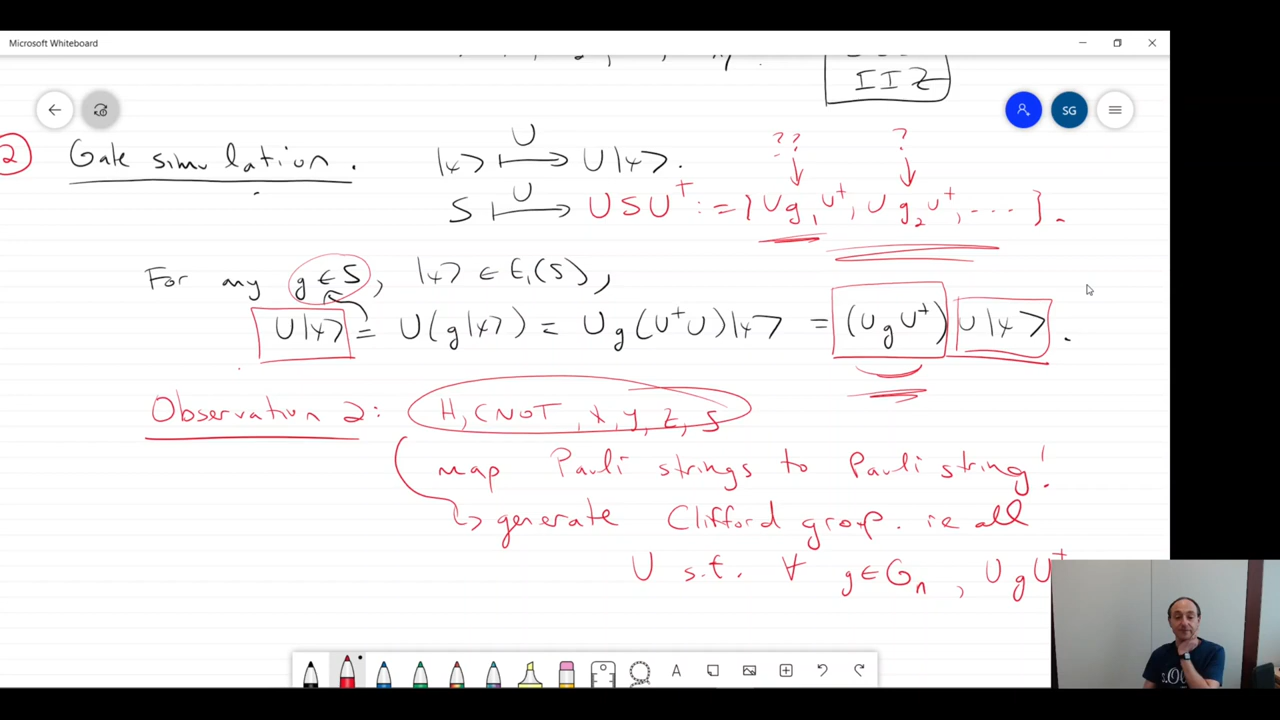 Microsoft Whiteboard
IIZ
SG
2 Gate simulation. |ψ⟩ ⟼ U|ψ⟩. U ?? ?
S ⟼ USU† := {Ug₁U†, Ug₂U†, ....}. U
For any g ∈ S, |ψ⟩ ∈ E₁(S),
U|ψ⟩ = U(g|ψ⟩) = Ug(U†U)|ψ⟩ = (UgU†) U|ψ⟩.
Observation 2: H, CNOT, X, Y, Z, S
map Pauli strings to Pauli string!
↳ generate Clifford group. ie all
U s.t. ∀ g∈Gₙ, UgU†
A